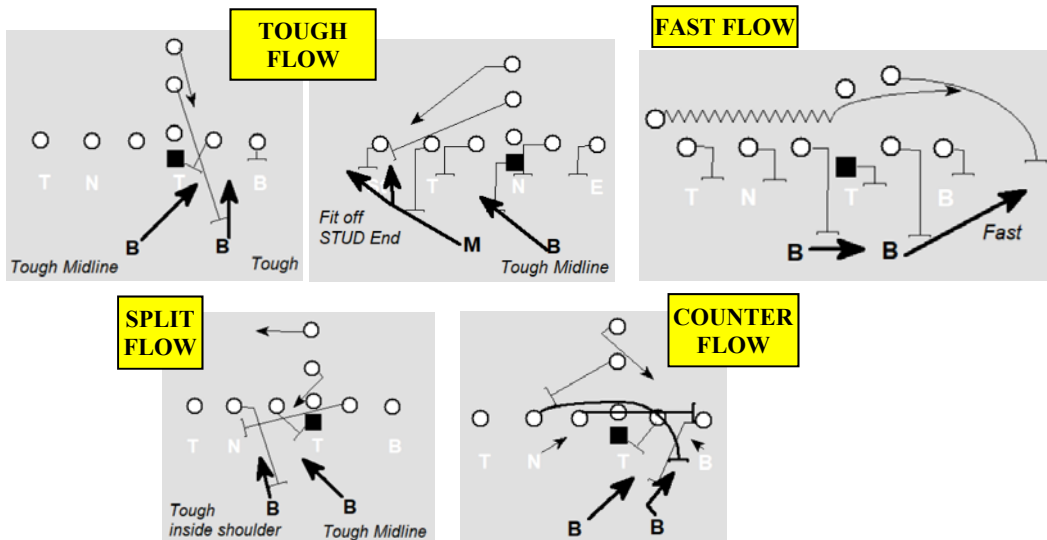 TOUGH
FLOW
T N T B
B B
Tough Midline Tough
T N E
Fit off
STUD End
M B
Tough Midline
FAST FLOW
T N T B
B B
Fast
SPLIT
FLOW
N T B
B B
Tough
inside shoulder
Tough Midline
COUNTER
FLOW
T N T B
B B